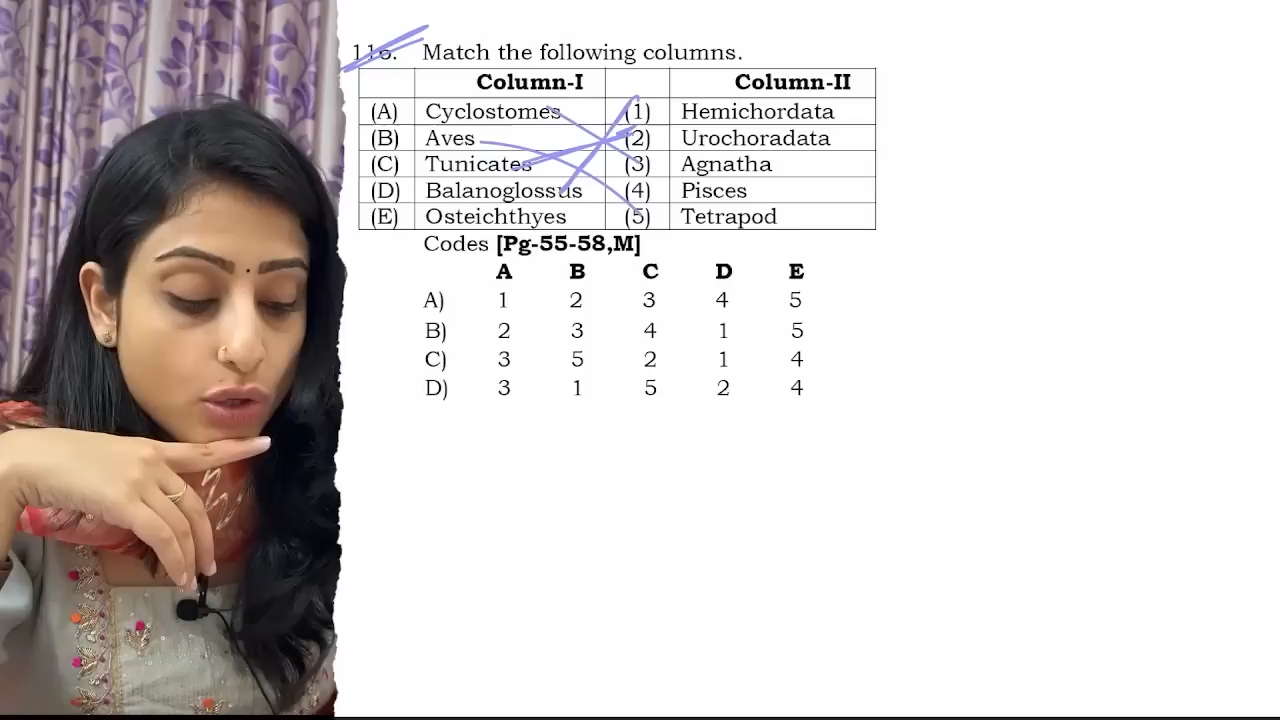 116. Match the following columns.
Column-I Column-II
(A) Cyclostomes (1) Hemichordata
(B) Aves (2) Urochoradata
(C) Tunicates (3) Agnatha
(D) Balanoglossus (4) Pisces
(E) Osteichthyes (5) Tetrapod
Codes [Pg-55-58,M]
A B C D E
A) 1 2 3 4 5
B) 2 3 4 1 5
C) 3 5 2 1 4
D) 3 1 5 2 4